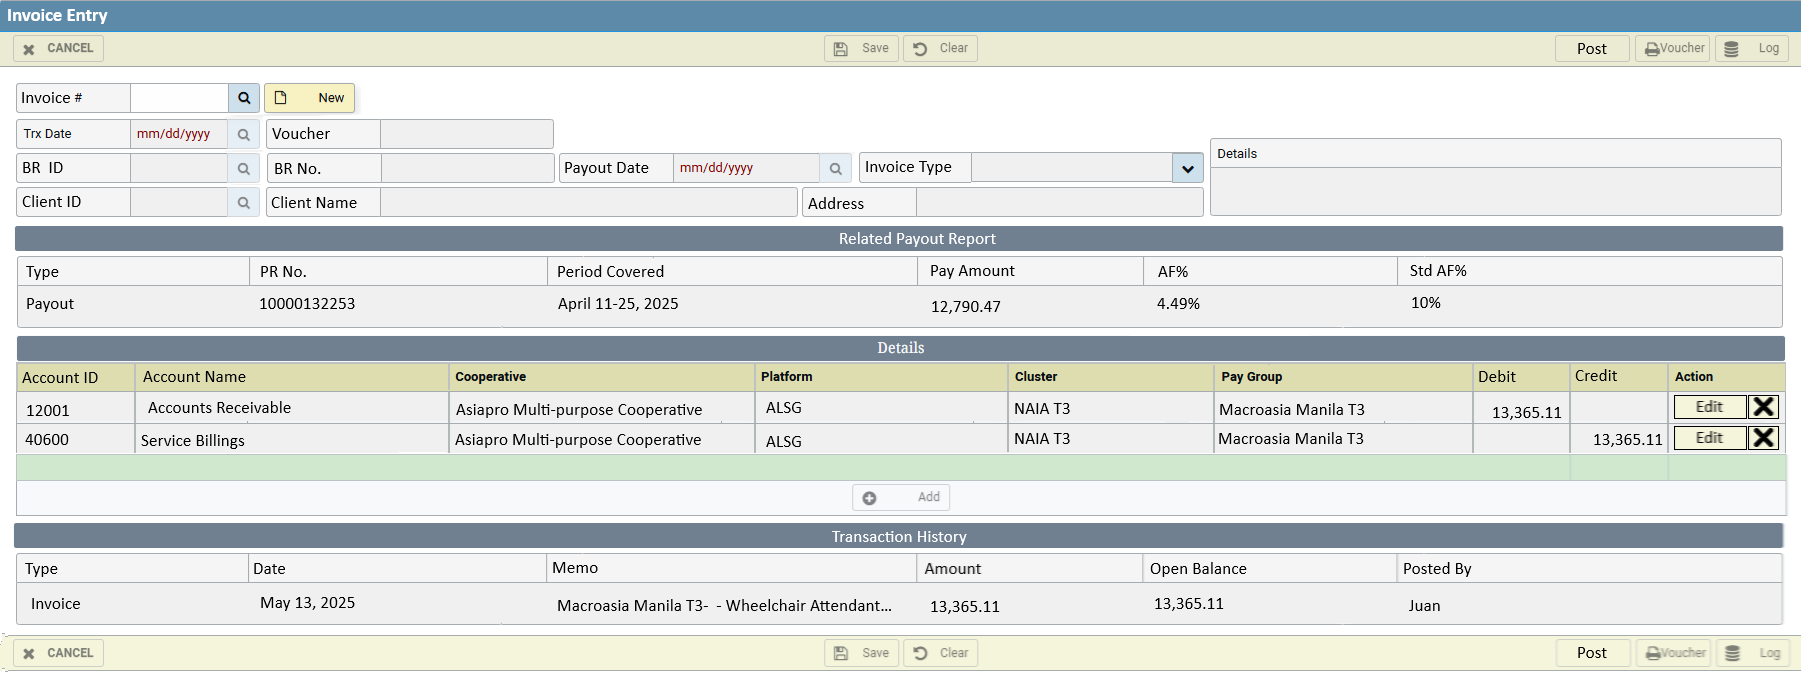 Invoice Entry
CANCEL Save Clear Post Voucher Log
Invoice # New
Trx Date mm/dd/yyyy Voucher
BR ID BR No. Payout Date mm/dd/yyyy Invoice Type Details
Client ID Client Name Address
Related Payout Report
Type PR No. Period Covered Pay Amount AF% Std AF%
Payout 10000132253 April 11-25, 2025 12,790.47 4.49% 10%
Details
Account ID Account Name Cooperative Platform Cluster Pay Group Debit Credit Action
12001 Accounts Receivable Asiapro Multi-purpose Cooperative ALSG NAIA T3 Macroasia Manila T3 13,365.11 Edit
40600 Service Billings Asiapro Multi-purpose Cooperative ALSG NAIA T3 Macroasia Manila T3 13,365.11 Edit
Add
Transaction History
Type Date Memo Amount Open Balance Posted By
Invoice May 13, 2025 Macroasia Manila T3- - Wheelchair Attendant... 13,365.11 13,365.11 Juan
CANCEL Save Clear Post Voucher Log